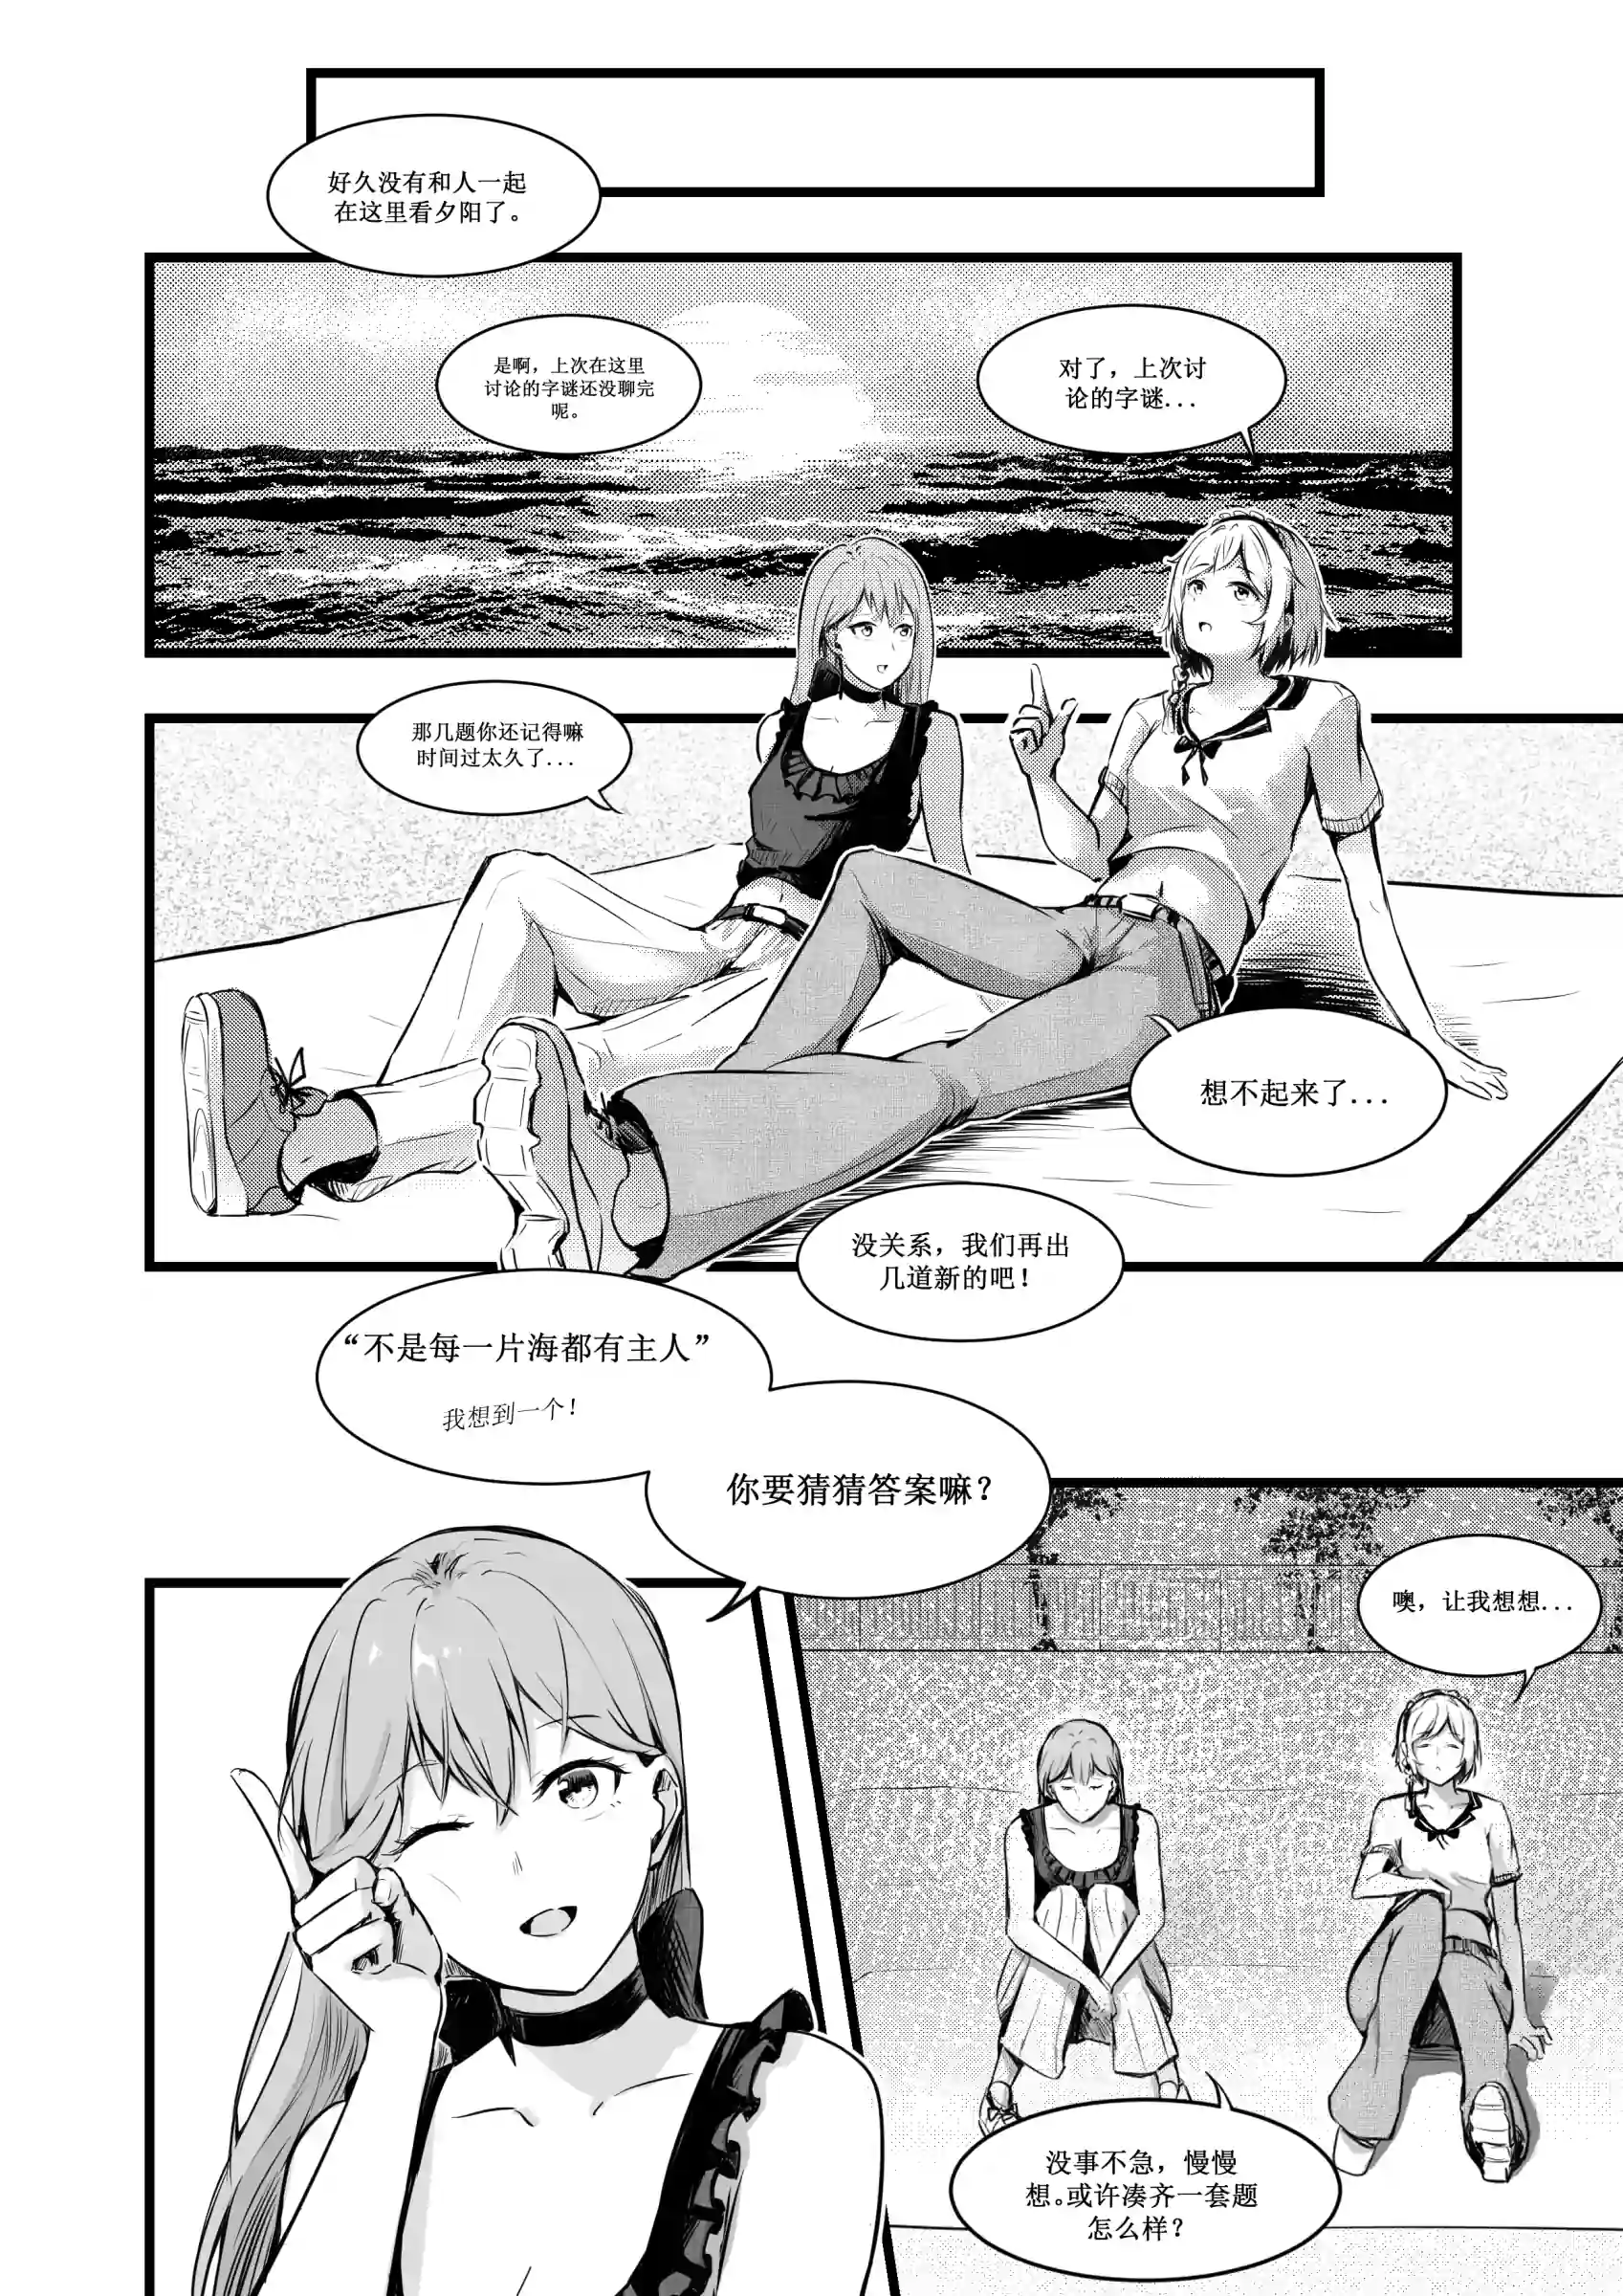 好久没有和人一起
在这里看夕阳了。
是啊，上次在这里
讨论的字谜还没聊完
呢。
对了，上次讨
论的字谜...
那几题你还记得嘛
时间过太久了...
想不起来了...
没关系，我们再出
几道新的吧！
“不是每一片海都有主人”
我想到一个！
你要猜猜答案嘛？
噢，让我想想...
没事不急，慢慢
想。或许凑齐一套题
怎么样？